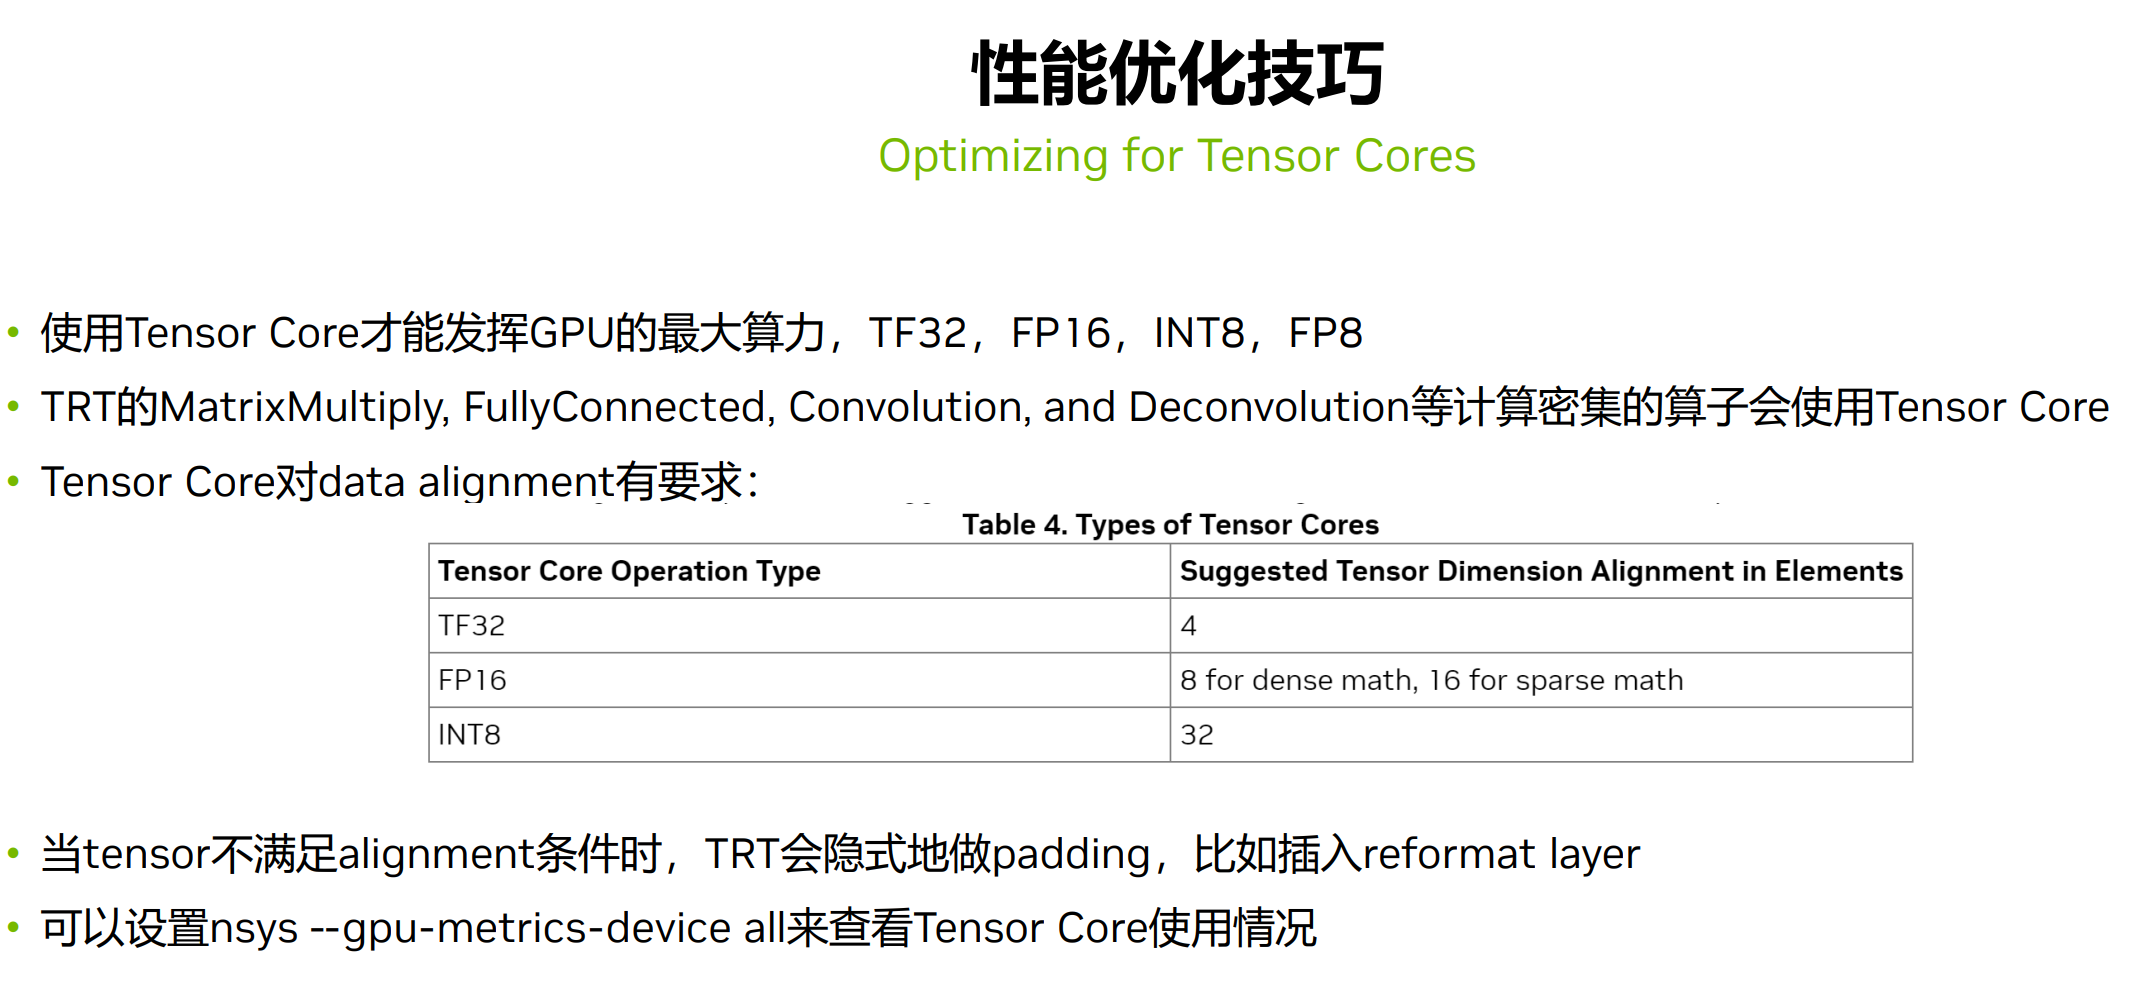 性能优化技巧
Optimizing for Tensor Cores
• 使用Tensor Core才能发挥GPU的最大算力，TF32，FP16，INT8，FP8
• TRT的MatrixMultiply, FullyConnected, Convolution, and Deconvolution等计算密集的算子会使用Tensor Core
• Tensor Core对data alignment有要求：
Table 4. Types of Tensor Cores
Tensor Core Operation Type Suggested Tensor Dimension Alignment in Elements
TF32 4
FP16 8 for dense math, 16 for sparse math
INT8 32
• 当tensor不满足alignment条件时，TRT会隐式地做padding，比如插入reformat layer
• 可以设置nsys --gpu-metrics-device all来查看Tensor Core使用情况